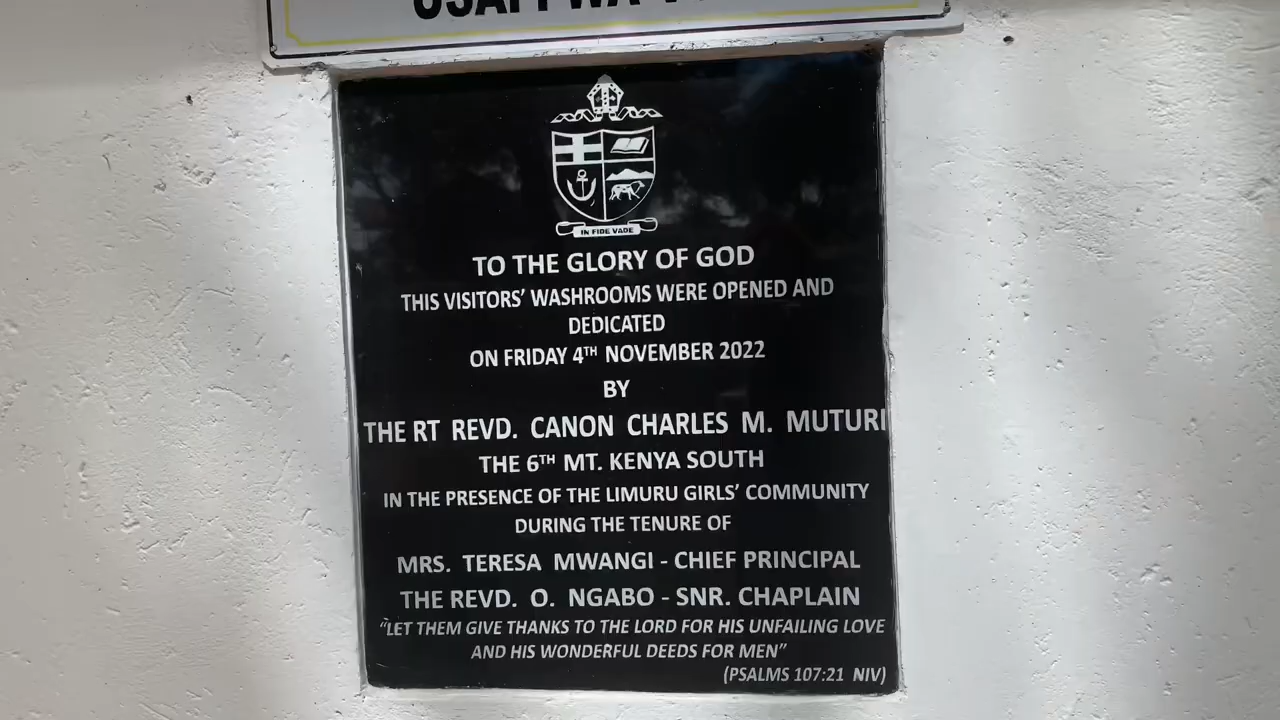 IN FIDE VADE
TO THE GLORY OF GOD
THIS VISITORS' WASHROOMS WERE OPENED AND
DEDICATED
ON FRIDAY 4TH NOVEMBER 2022
BY
THE RT REVD. CANON CHARLES M. MUTURI
THE 6TH MT. KENYA SOUTH
IN THE PRESENCE OF THE LIMURU GIRLS' COMMUNITY
DURING THE TENURE OF
MRS. TERESA MWANGI - CHIEF PRINCIPAL
THE REVD. O. NGABO - SNR. CHAPLAIN
"LET THEM GIVE THANKS TO THE LORD FOR HIS UNFAILING LOVE
AND HIS WONDERFUL DEEDS FOR MEN"
(PSALMS 107:21 NIV)